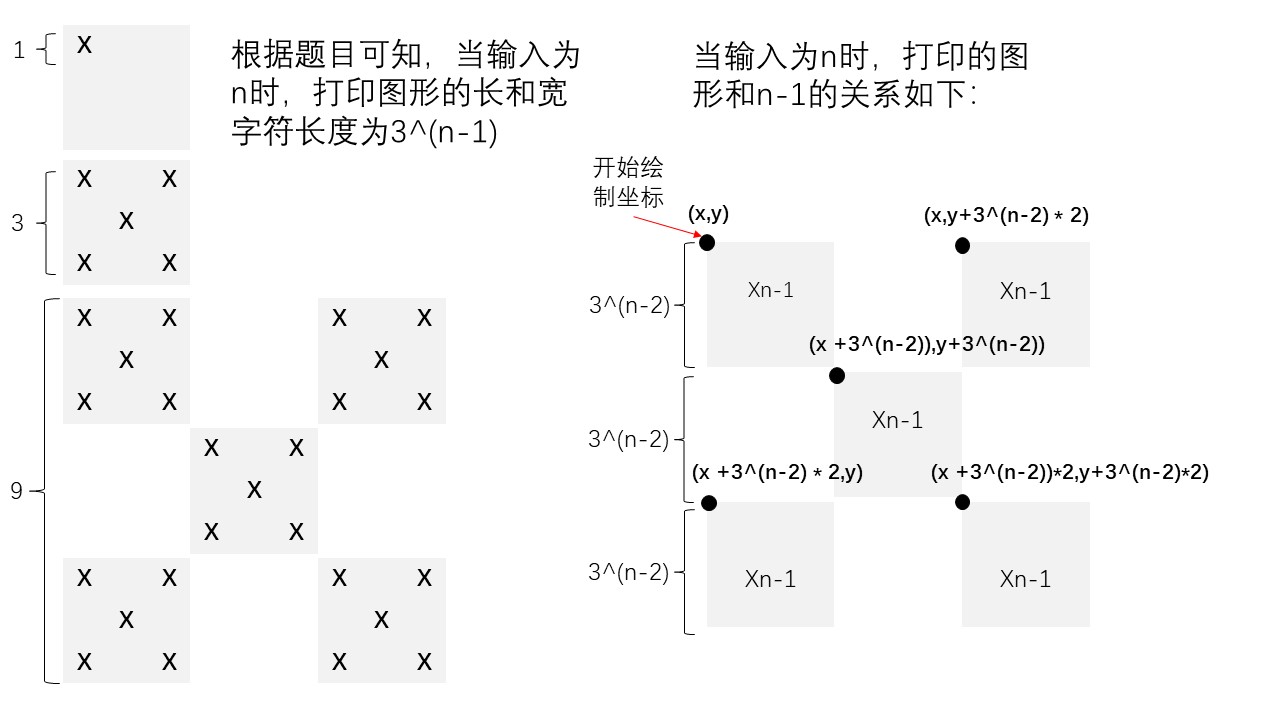 1
X
3
X X
X
X X
9
X X X X
X X
X X X X
X X
X
X X
X X X X
X X
X X X X
根据题目可知，当输入为
n时，打印图形的长和宽
字符长度为3^(n-1)
当输入为n时，打印的图
形和n-1的关系如下：
开始绘
制坐标
(x,y)
(x,y+3^(n-2) * 2)
3^(n-2)
Xn-1
Xn-1
(x +3^(n-2)),y+3^(n-2))
3^(n-2)
Xn-1
(x +3^(n-2) * 2,y)
(x +3^(n-2))*2,y+3^(n-2)*2)
3^(n-2)
Xn-1
Xn-1